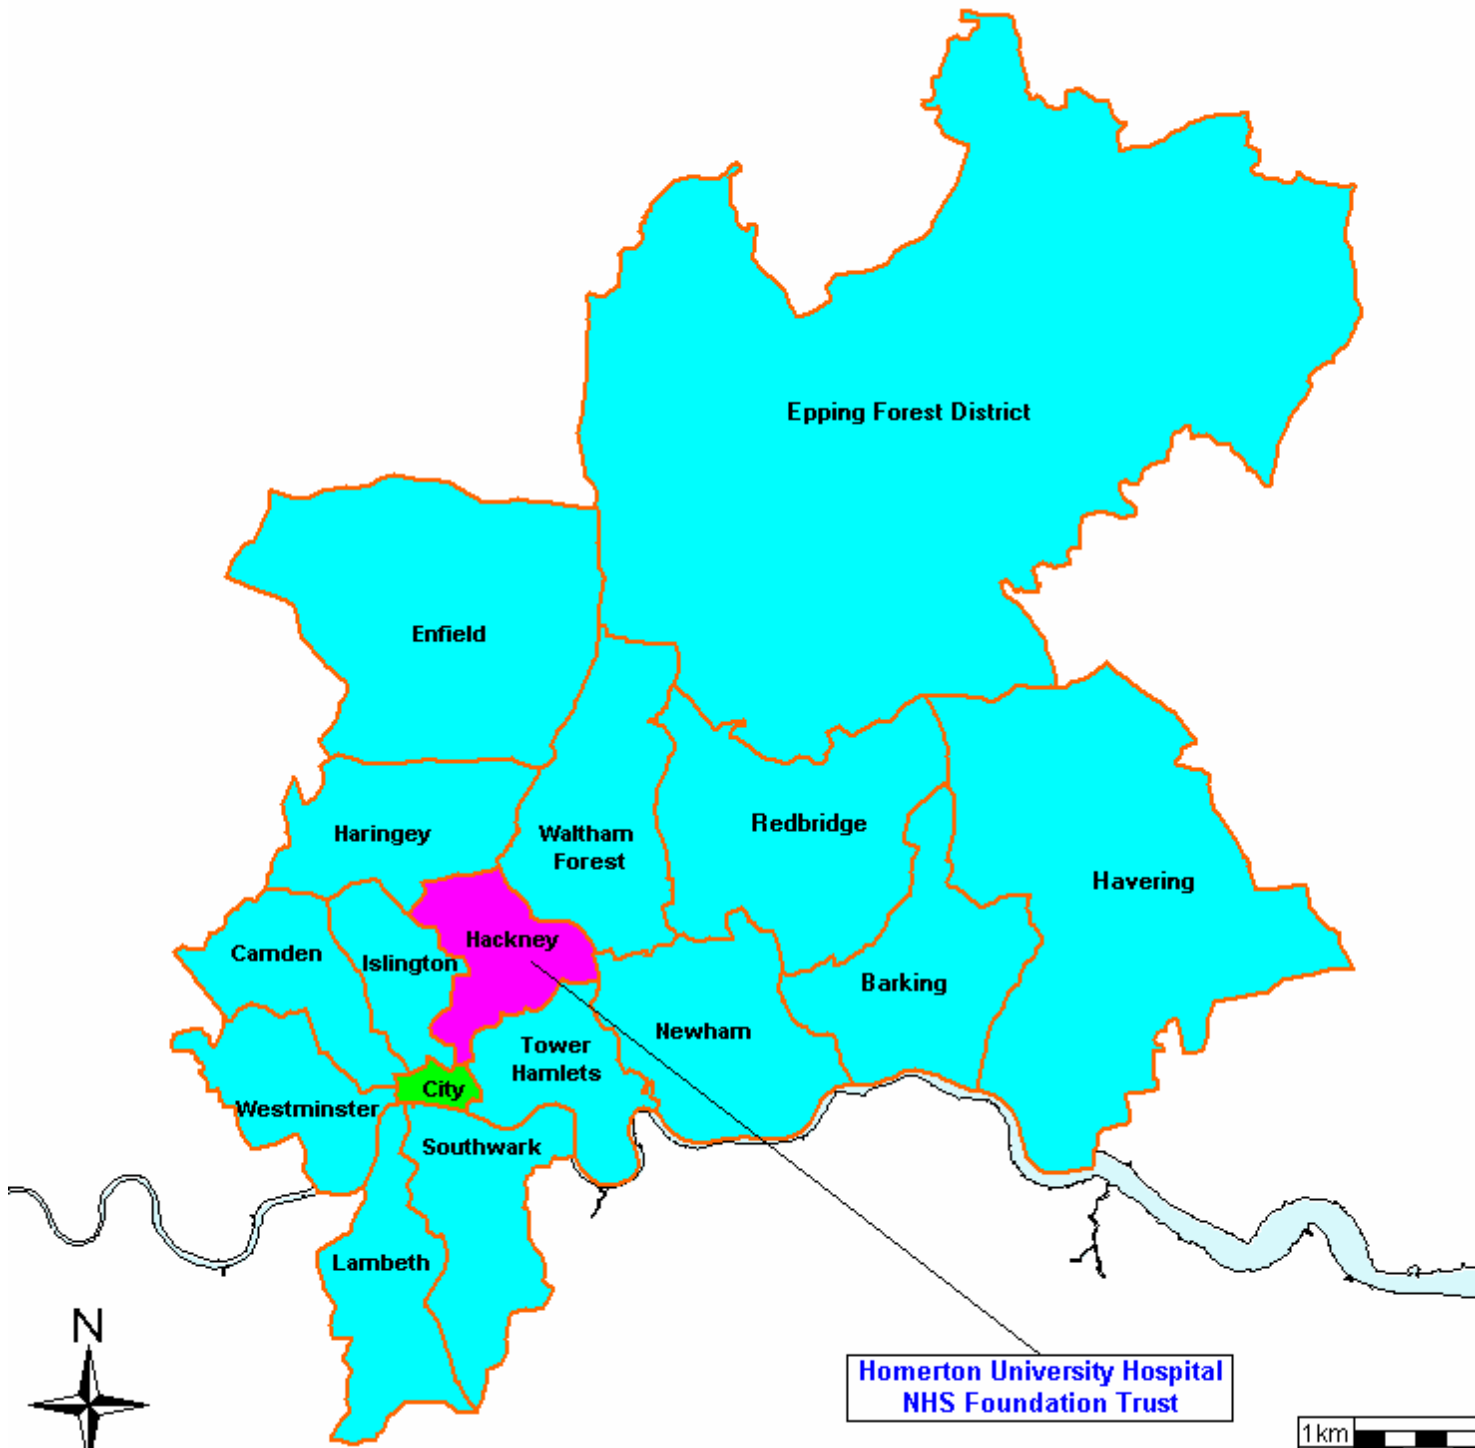 Epping Forest District
Enfield
Haringey
Waltham
Forest
Redbridge
Havering
Hackney
Camden
Islington
Barking
Newham
Tower
Hamlets
City
Westminster
Southwark
Lambeth
N
Homerton University Hospital
NHS Foundation Trust
1km